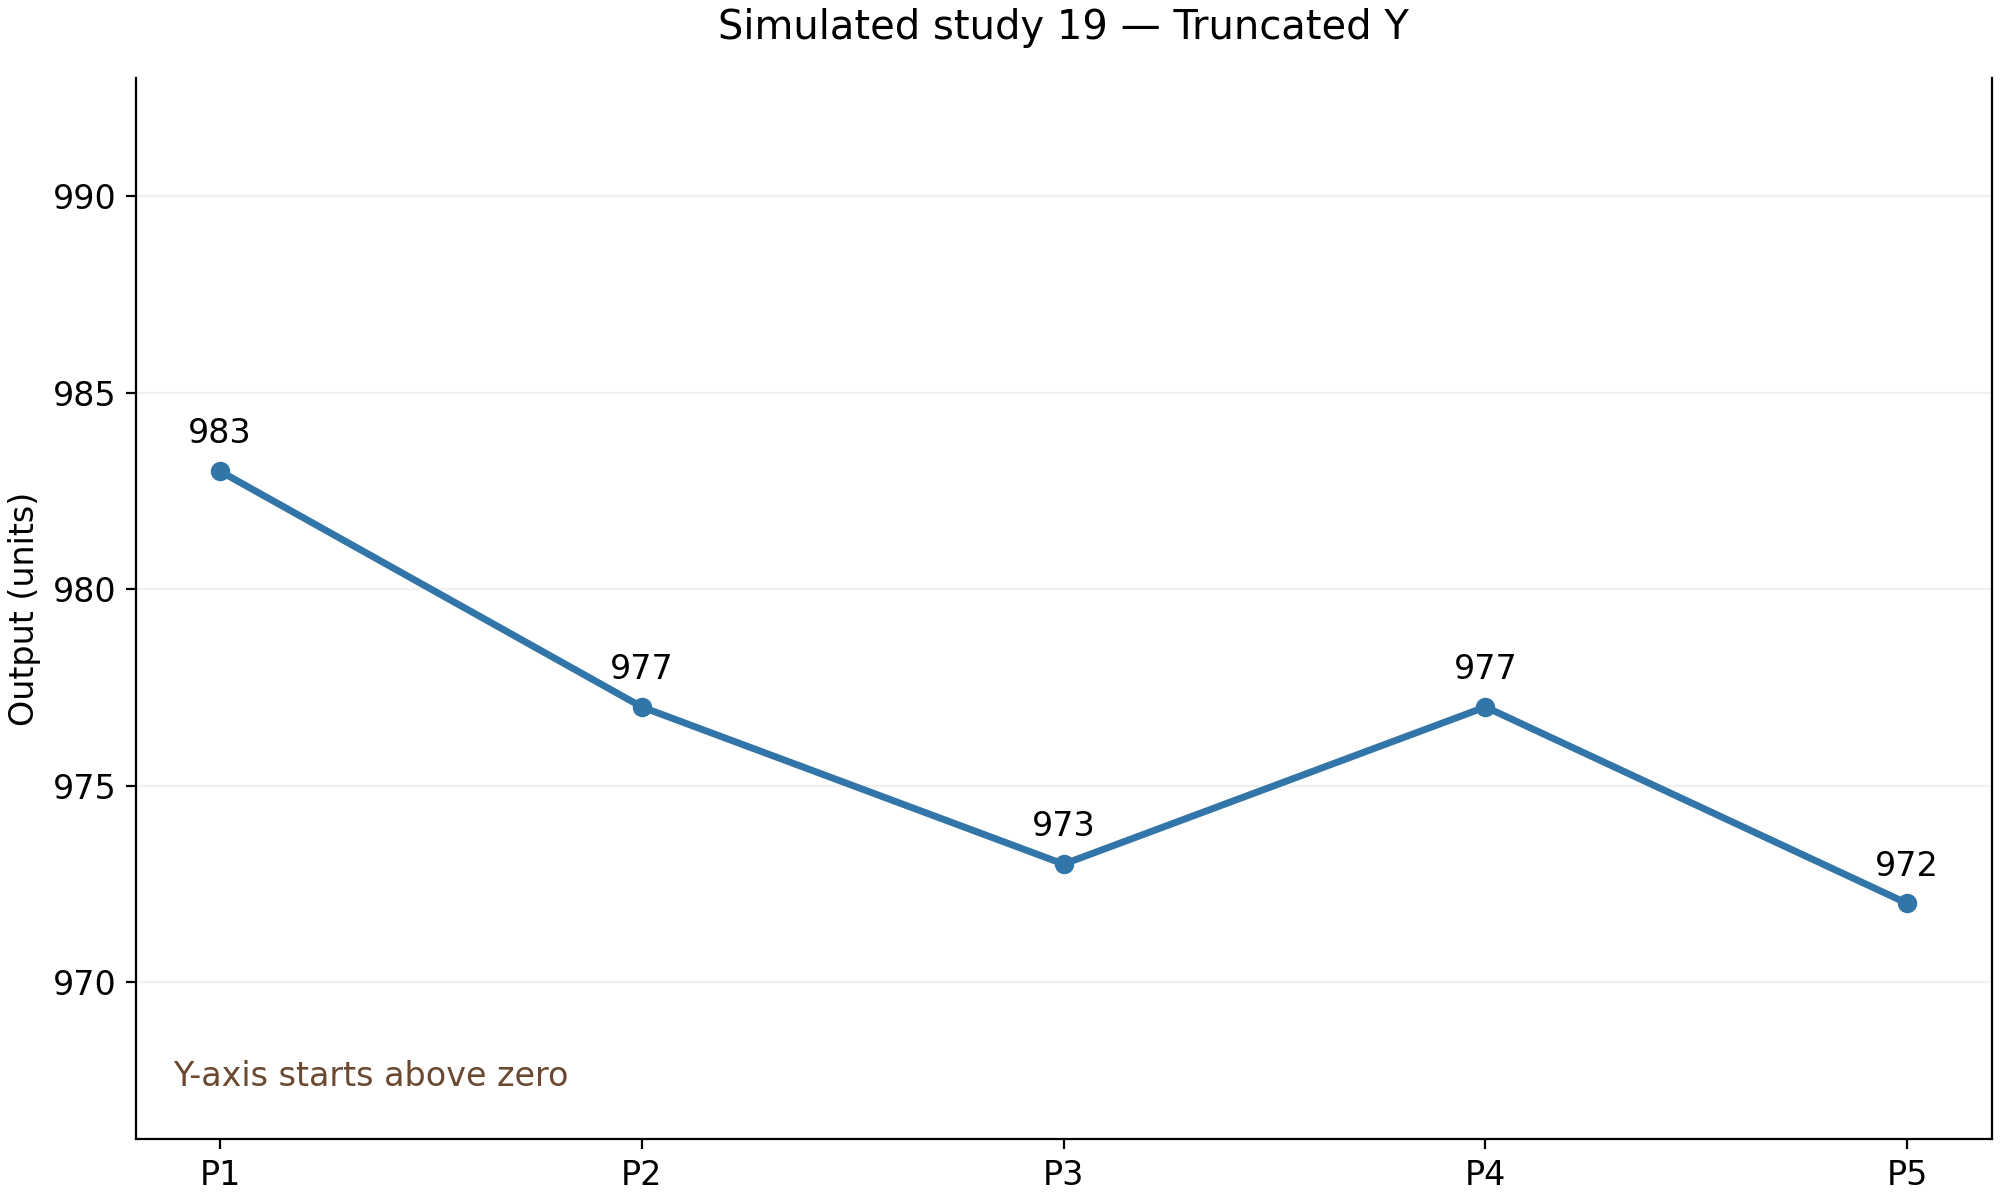 Simulated study 19 — Truncated Y
Output (units)
990
985
980
975
970
983
977
973
977
972
Y-axis starts above zero
P1 P2 P3 P4 P5